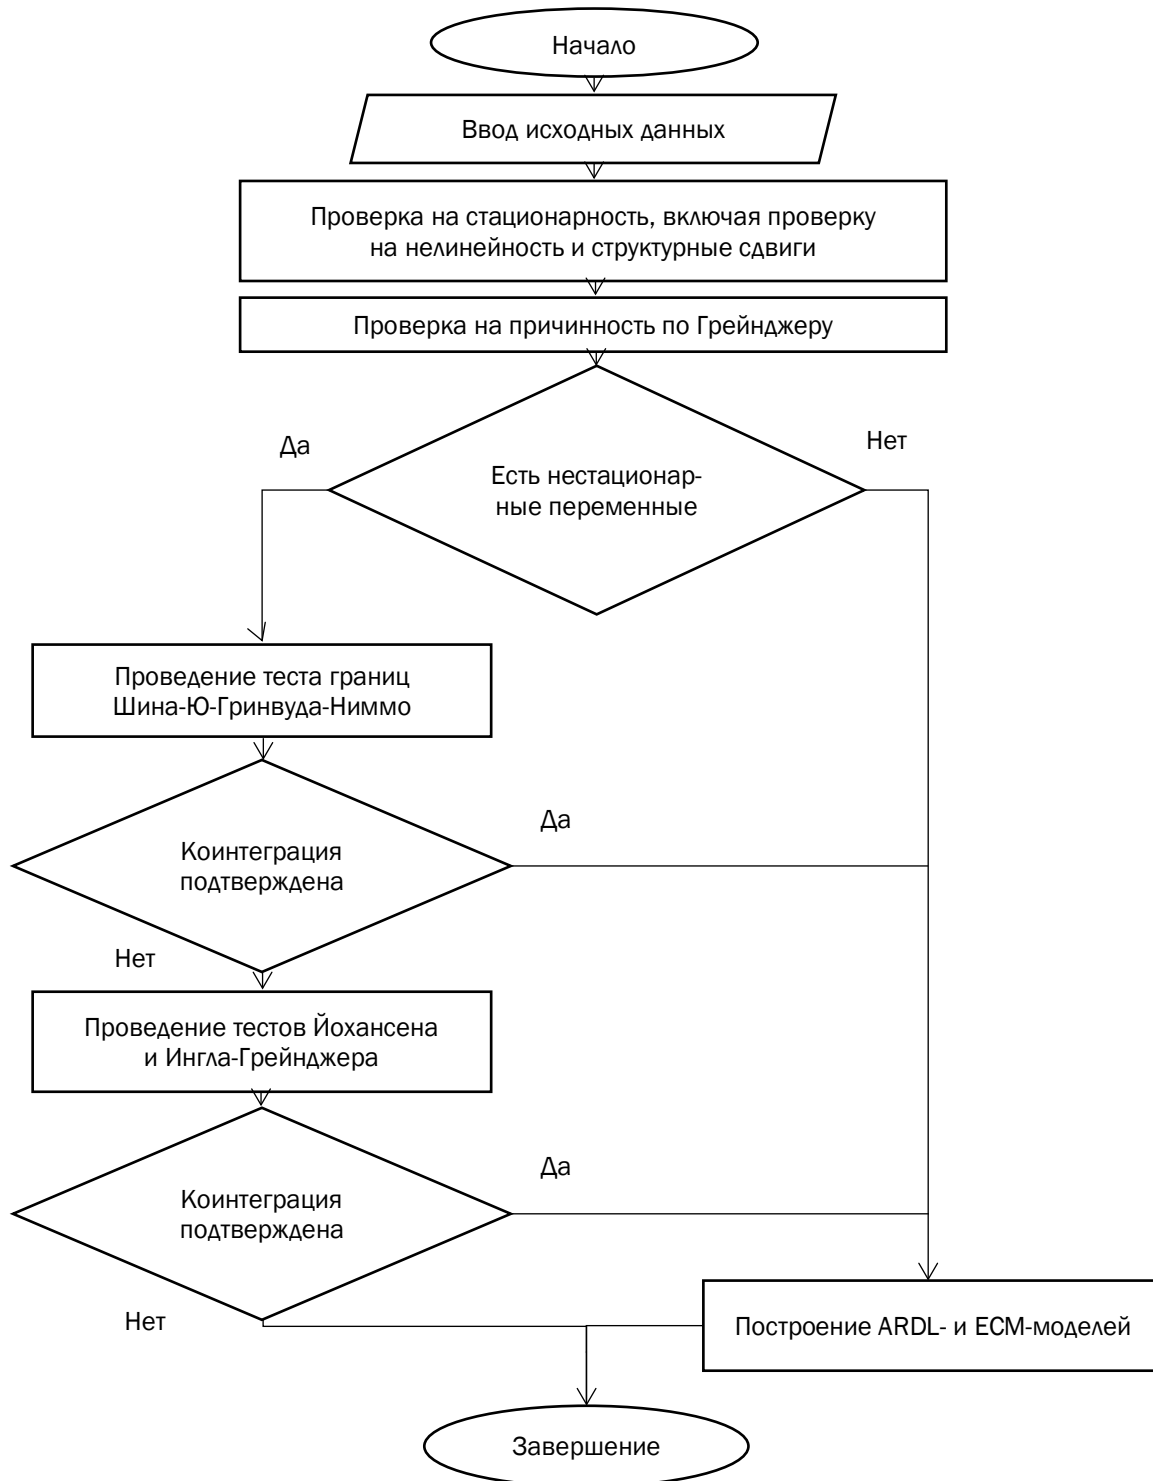 Начало
Ввод исходных данных
Проверка на стационарность, включая проверку
на нелинейность и структурные сдвиги
Проверка на причинность по Грейнджеру
Да
Нет
Есть нестационар-
ные переменные
Проведение теста границ
Шина-Ю-Гринвуда-Ниммо
Да
Коинтеграция
подтверждена
Нет
Проведение тестов Йохансена
и Ингла-Грейнджера
Да
Коинтеграция
подтверждена
Нет
Построение ARDL- и ECM-моделей
Завершение